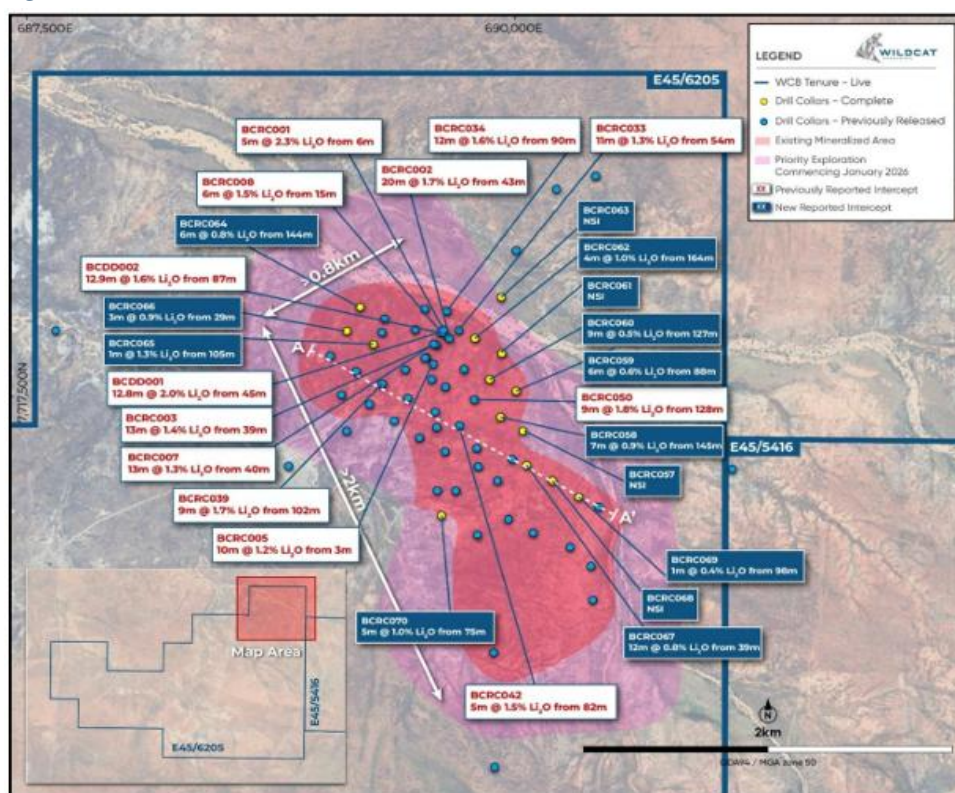 687,500E
690,000E
7,717,500N
LEGEND
WILDCAT
WC8 Tenure – Live
Drill Collars – Complete
Drill Collars – Previously Released
Existing Mineralized Area
Priority Exploration
Commencing January 2026
XX Previously Reported Intercept
XX New Reported Intercept
E45/6205
BCRC001
5m @ 2.3% Li₂O from 6m
BCRC034
12m @ 1.6% Li₂O from 90m
BCRC033
11m @ 1.3% Li₂O from 54m
BCRC008
6m @ 1.5% Li₂O from 15m
BCRC002
20m @ 1.7% Li₂O from 43m
BCRC064
6m @ 0.8% Li₂O from 144m
BCRC063
NSI
BCDD002
12.9m @ 1.6% Li₂O from 87m
>0.8km
BCRC062
4m @ 1.0% Li₂O from 164m
BCRC066
3m @ 0.9% Li₂O from 29m
BCRC061
NSI
BCRC065
1m @ 1.3% Li₂O from 105m
A
BCRC060
9m @ 0.5% Li₂O from 127m
BCDD001
12.8m @ 2.0% Li₂O from 45m
BCRC059
6m @ 0.6% Li₂O from 88m
BCRC003
13m @ 1.4% Li₂O from 39m
BCRC050
9m @ 1.8% Li₂O from 128m
BCRC007
13m @ 1.3% Li₂O from 40m
BCRC058
7m @ 0.9% Li₂O from 145m
E45/5416
BCRC039
9m @ 1.7% Li₂O from 102m
>2km
BCRC057
NSI
BCRC005
10m @ 1.2% Li₂O from 3m
A'
BCRC069
1m @ 0.4% Li₂O from 98m
BCRC068
NSI
BCRC070
5m @ 1.0% Li₂O from 75m
BCRC067
12m @ 0.8% Li₂O from 39m
BCRC042
5m @ 1.5% Li₂O from 82m
Map Area
E45/5416
E45/6205
N
2km
GDA94 / MGA zone 50